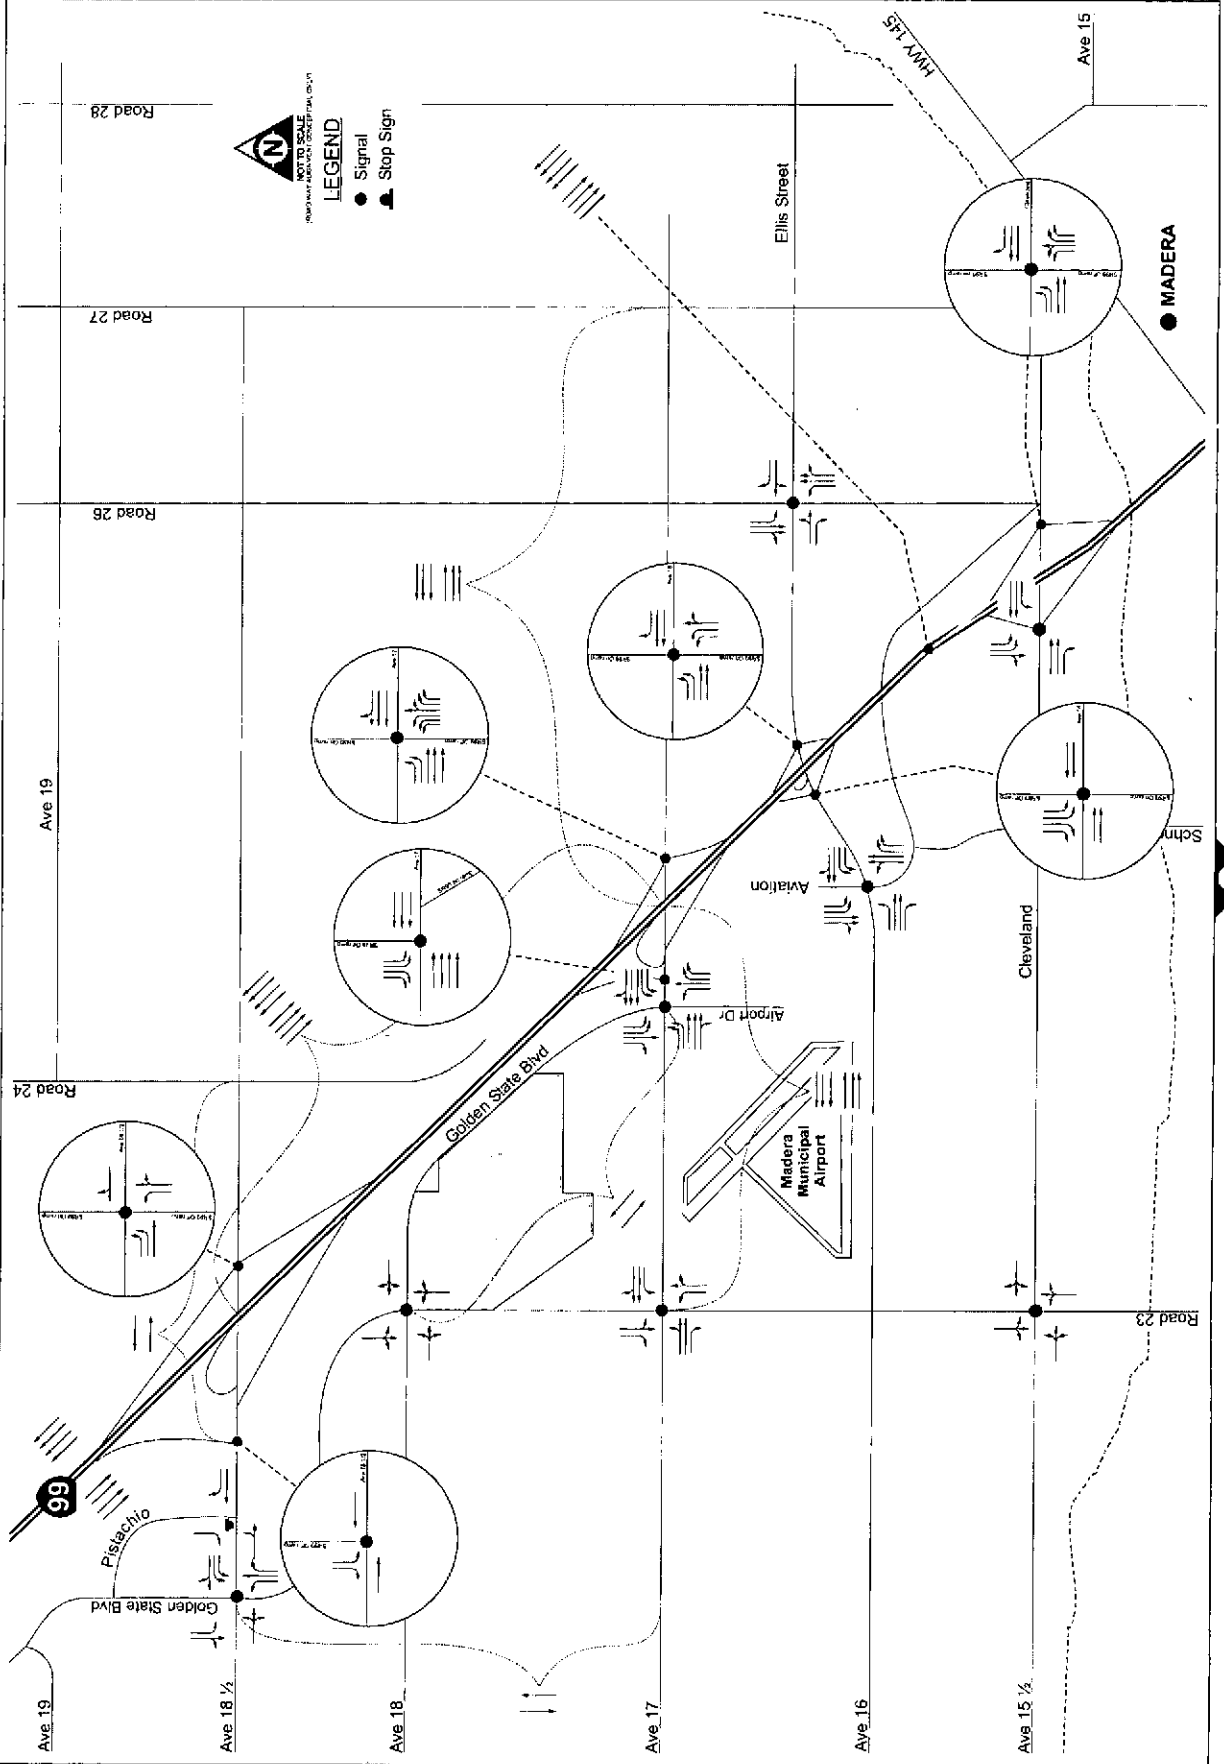 HWY 145
Ave 15
Road 28
N
NOT TO SCALE
LEGEND
Signal
Stop Sign
Ellis Street
MADERA
Road 27
Road 26
Ave 19
Aviation
Schn
Cleveland
Airport Dr
Road 24
Golden State Blvd
Madera
Municipal
Airport
Road 23
99
Pistachio
Golden State Blvd
Ave 19
Ave 18 ½
Ave 18
Ave 17
Ave 16
Ave 15 ½